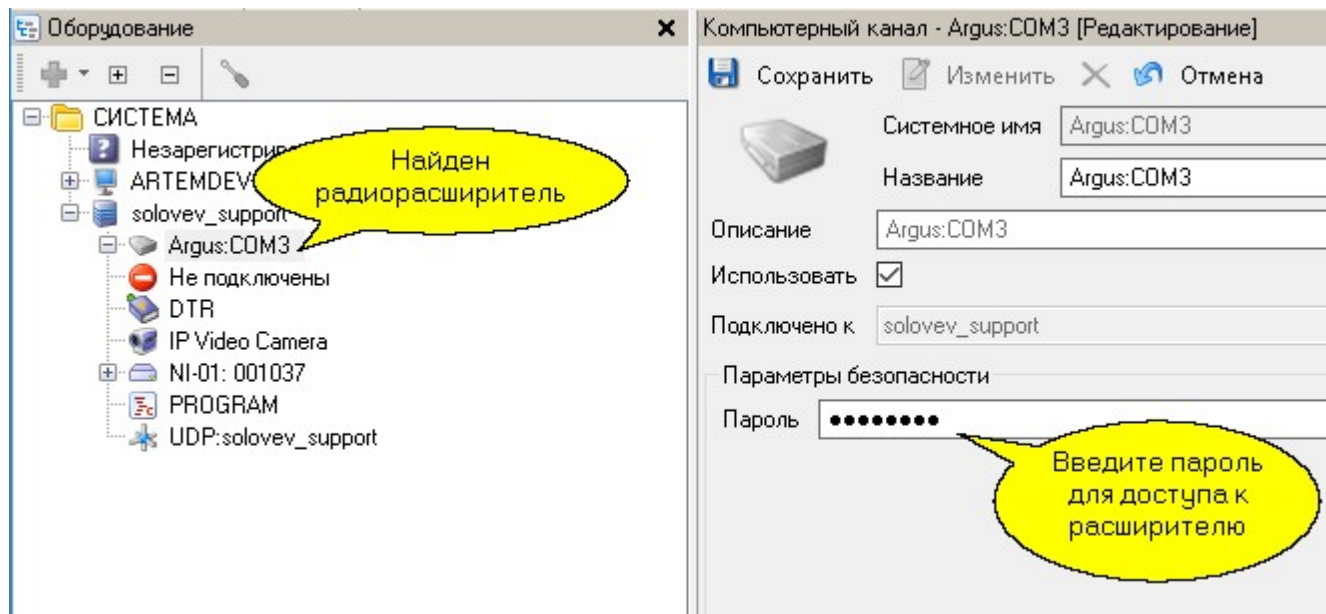 Оборудование
СИСТЕМА
Найден
радиорасширитель
solovev_support
Argus:COM3
Не подключены
DTR
IP Video Camera
NI-01: 001037
PROGRAM
UDP:solovev_support
Компьютерный канал - Argus:COM3 [Редактирование]
Сохранить Изменить Отмена
Системное имя Argus:COM3
Название Argus:COM3
Описание Argus:COM3
Использовать
Подключено к solovev_support
Параметры безопасности
Пароль ••••••••
Введите пароль
для доступа к
расширителю